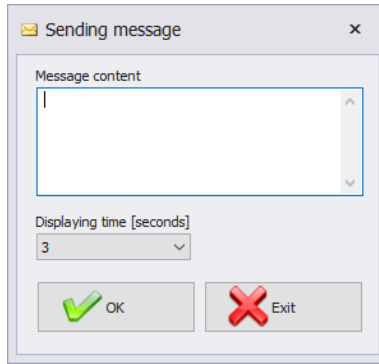 Sending message
Message content
Displaying time [seconds]
3
OK
Exit